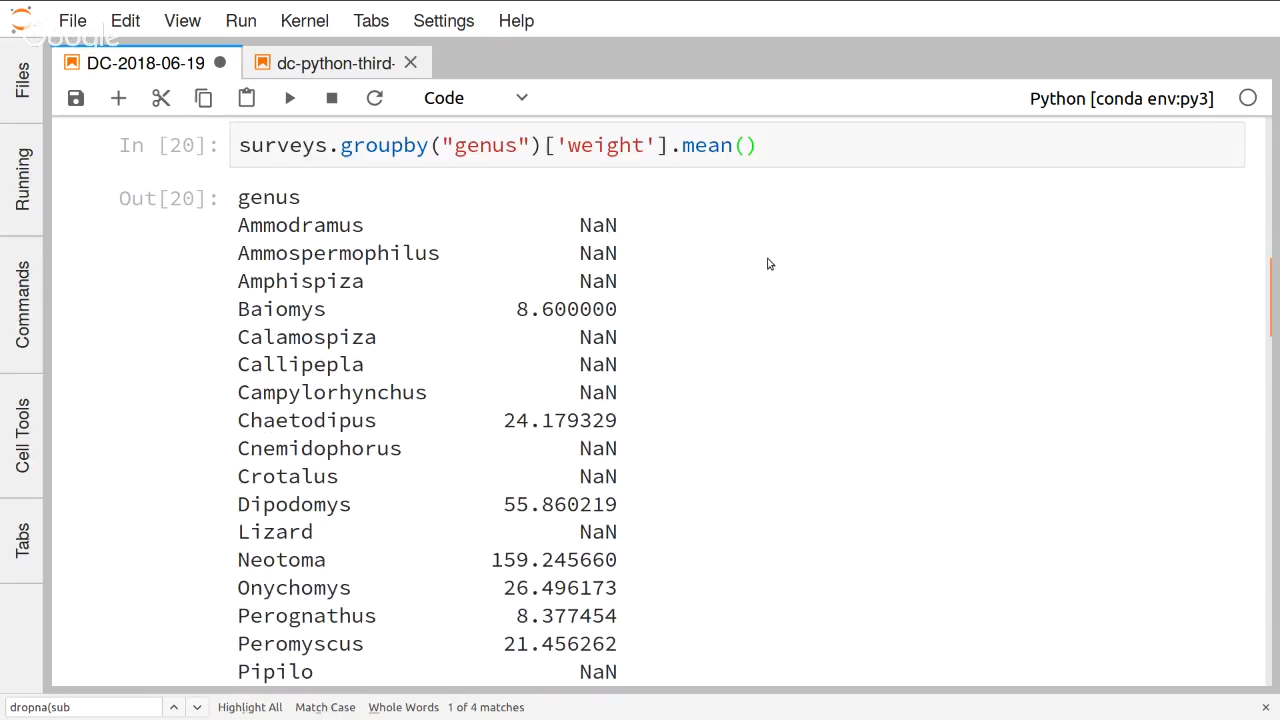 File Edit View Run Kernel Tabs Settings Help
Google
DC-2018-06-19
dc-python-third-
Code
Python [conda env:py3]
Files
Running
Commands
Cell Tools
Tabs
In [20]: surveys.groupby("genus")['weight'].mean()
Out[20]: genus
Ammodramus NaN
Ammospermophilus NaN
Amphispiza NaN
Baiomys 8.600000
Calamospiza NaN
Callipepla NaN
Campylorhynchus NaN
Chaetodipus 24.179329
Cnemidophorus NaN
Crotalus NaN
Dipodomys 55.860219
Lizard NaN
Neotoma 159.245660
Onychomys 26.496173
Perognathus 8.377454
Peromyscus 21.456262
Pipilo NaN
dropna(sub Highlight All Match Case Whole Words 1 of 4 matches